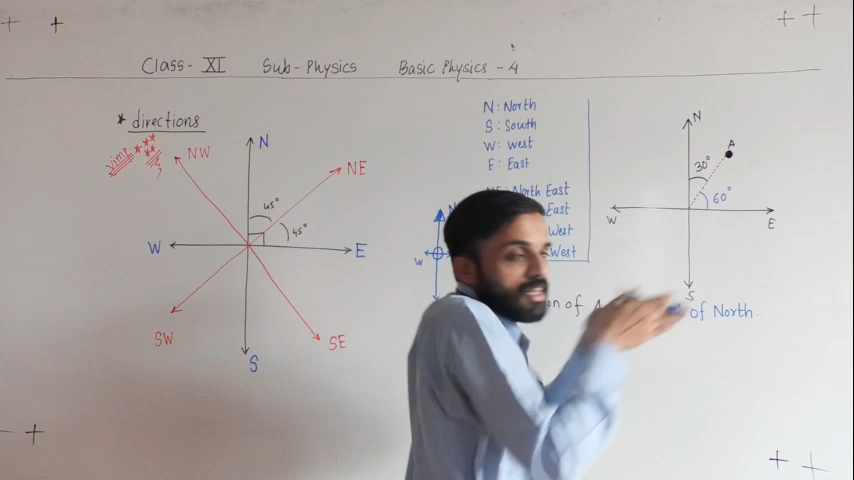 Class - XI Sub - Physics Basic Physics - 4
* directions
vimp
N
NW
NE
45°
45°
W
E
SW
SE
S
N : North
S : South
W : west
E : East
North East
East
West
West
N
W
N
A
30°
60°
W
E
S
of A
of North